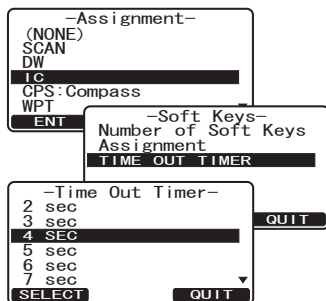 -Assignment-
(NONE)
SCAN
DW
IC
CPS:Compass
WPT
ENT
-Soft Keys-
Number of Soft Keys
Assignment
TIME OUT TIMER
QUIT
-Time Out Timer-
2 sec
3 sec
4 SEC
5 sec
6 sec
7 sec
SELECT
QUIT